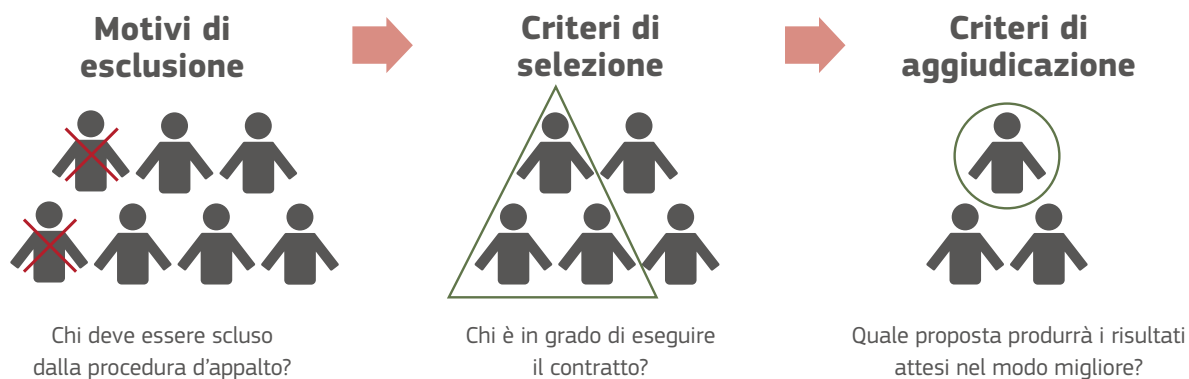 Motivi di
esclusione
Criteri di
selezione
Criteri di
aggiudicazione
Chi deve essere scluso
dalla procedura d’appalto?
Chi è in grado di eseguire
il contratto?
Quale proposta produrrà i risultati
attesi nel modo migliore?